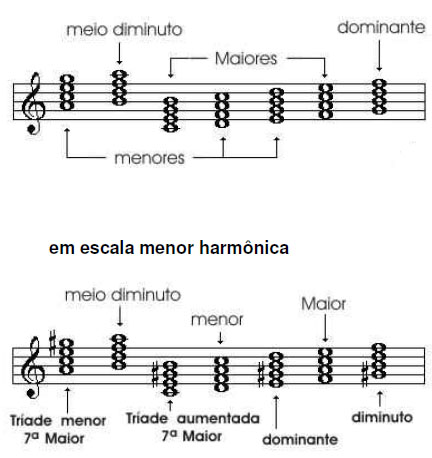 meio diminuto
dominante
Maiores
menores
em escala menor harmônica
meio diminuto
menor
Maior
Tríade menor
7ª Maior
Tríade aumentada
7ª Maior
dominante
diminuto